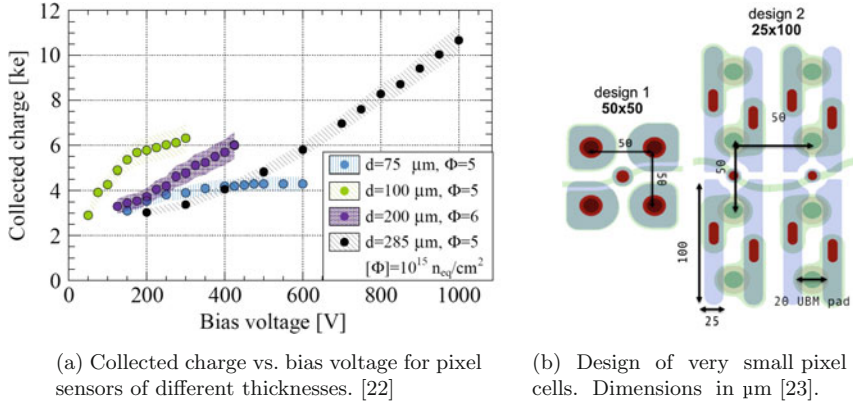 12
10
8
6
4
2
0
0
200
400
600
800
1000
Collected charge [ke]
Bias voltage [V]
d=75 µm, Φ=5
d=100 µm, Φ=5
d=200 µm, Φ=6
d=285 µm, Φ=5
[Φ]=10¹⁵ n_eq/cm²
design 1
50x50
50
50
design 2
25x100
50
50
100
25
20 UBM pad
(a) Collected charge vs. bias voltage for pixel
sensors of different thicknesses. [22]
(b) Design of very small pixel
cells. Dimensions in µm [23].